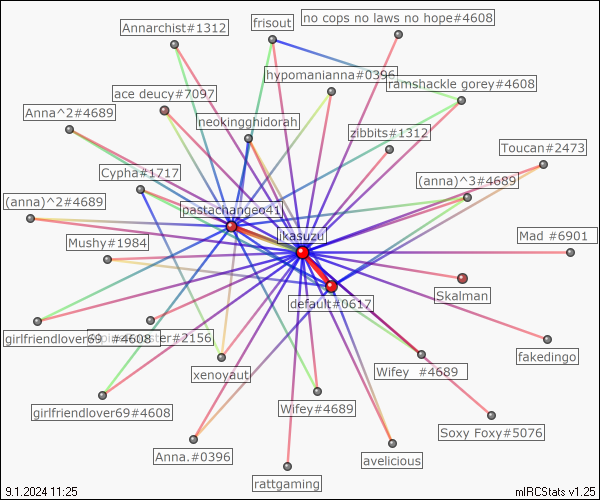 no cops no laws no hope#4608
frisout
Annarchist#1312
hypomanianna#0396
ramshackle gorey#4608
ace deucy#7097
Anna^2#4689
neokingghidorah
zibbits#1312
Toucan#2473
Cypha#1717
(anna)^3#4689
(anna)^2#4689
pastachangeo41
ikasuzu
Mad #6901
Mushy#1984
Skalman
default#0617
girlfriendlover69 #4608
#2156
fakedingo
xenoyaut
Wifey #4689
girlfriendlover69#4608
Wifey#4689
Soxy Foxy#5076
Anna.#0396
avelicious
rattgaming
9.1.2024 11:25
mIRCStats v1.25